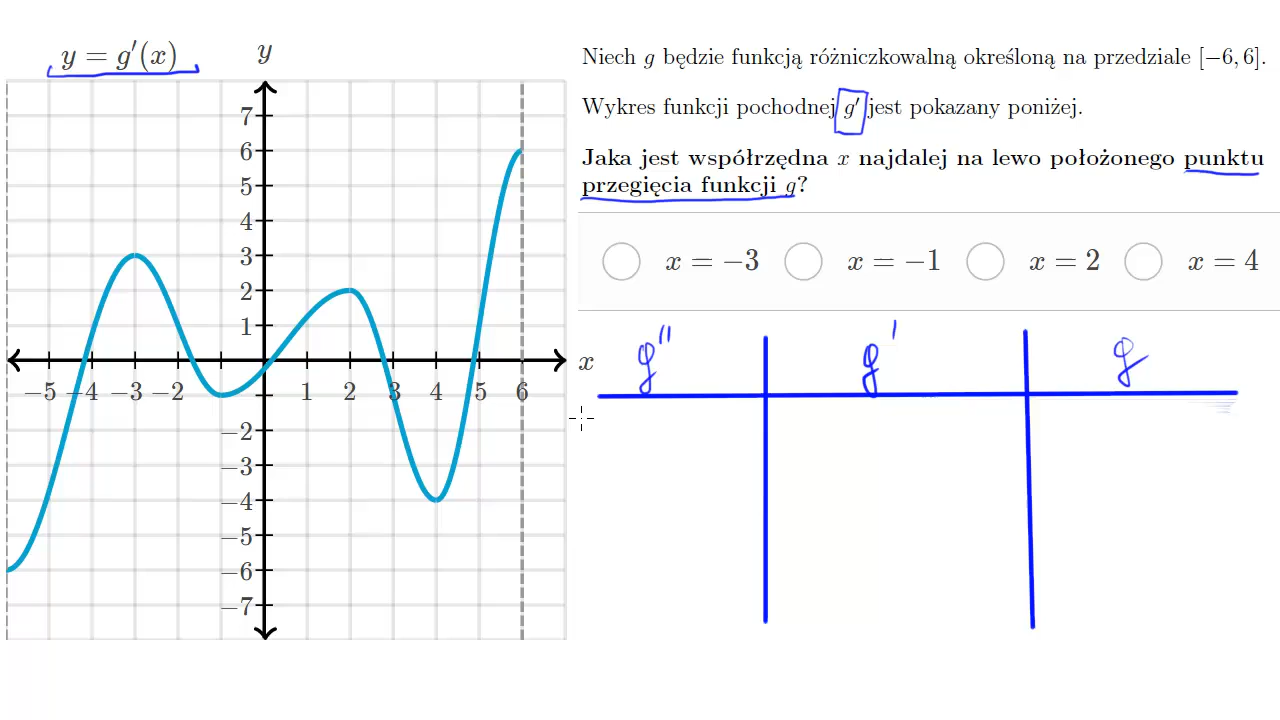 y = g′(x)
y
7
6
5
4
3
2
1
−5 −4 −3 −2 1 2 3 4 5 6
x
−2
−3
−4
−5
−6
−7
Niech g będzie funkcją różniczkowalną określoną na przedziale [−6, 6].
Wykres funkcji pochodnej g′ jest pokazany poniżej.
Jaka jest współrzędna x najdalej na lewo położonego punktu
przegięcia funkcji g?
x = −3 x = −1 x = 2 x = 4
g″ g′ g